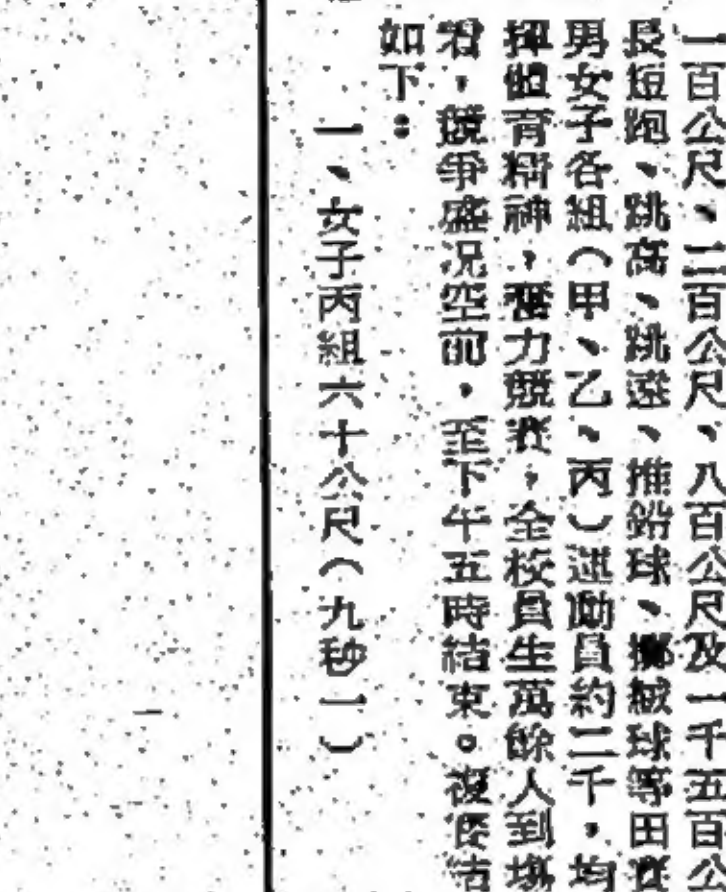 一百公尺、二百公尺、八百公尺及一千五百公
長短跑、跳高、跳遠、推鉛球、擲球等田賽
男女子各組（甲、乙、丙）運動員約二千，均
揮體育精神，奮力競賽，全校員生萬餘人到場
，競爭盛况空前，至下午五時結束。
如下：
一、女子丙組六十公尺（九秒一）